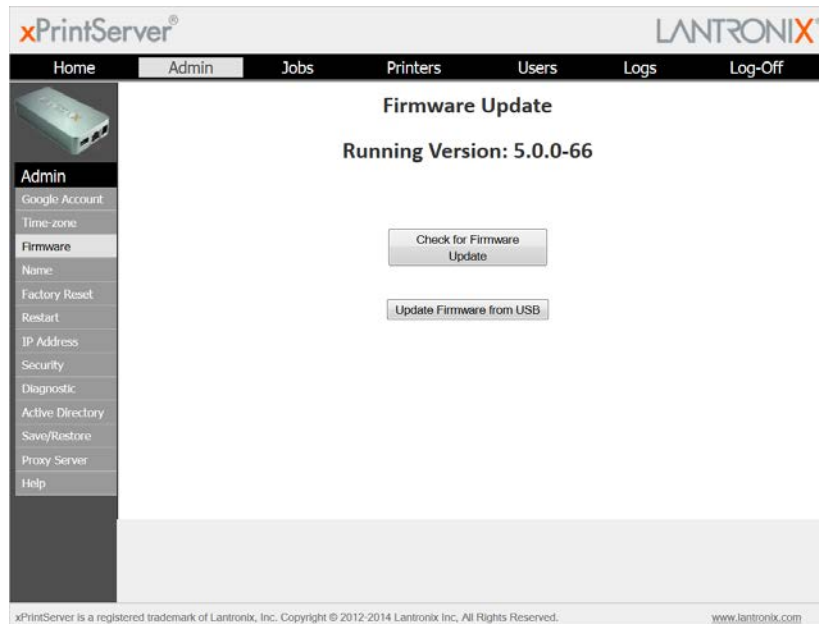 xPrintServer®
LANTRONIX®
Home Admin Jobs Printers Users Logs Log-Off
LANTRONIX
Admin
Google Account
Time-zone
Firmware
Name
Factory Reset
Restart
IP Address
Security
Diagnostic
Active Directory
Save/Restore
Proxy Server
Help
Firmware Update
Running Version: 5.0.0-66
Check for Firmware
Update
Update Firmware from USB
xPrintServer is a registered trademark of Lantronix, Inc. Copyright © 2012-2014 Lantronix Inc, All Rights Reserved.
www.lantronix.com